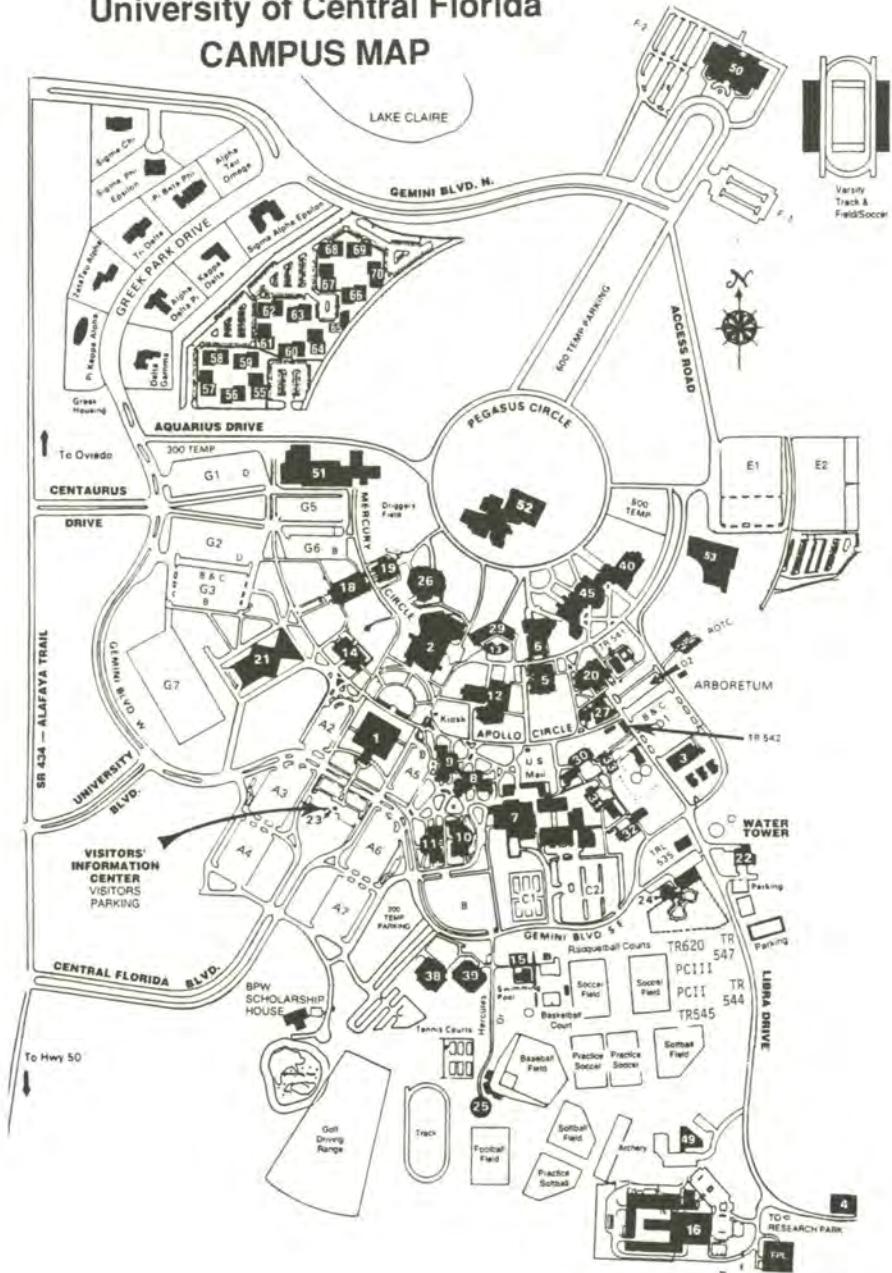 University of Central Florida
CAMPUS MAP
LAKE CLAIRE
F-2
50
Varsity
Track &
Field/Soccer
GEMINI BLVD. N.
N
Sigma Chi
Sigma Phi
Epsilon
Pi Beta Phi
Alpha
Tau
Omega
Tri Delta
Zeta Tau Alpha
GREEK PARK DRIVE
Sigma Alpha Epsilon
Kappa
Delta
Alpha
Delta Pi
Pi Kappa Alpha
Delta
Gamma
Greek
Housing
68
69
67
70
66
62
63
65
61
64
60
58
59
57
56
55
600 TEMP PARKING
ACCESS ROAD
PEGASUS CIRCLE
AQUARIUS DRIVE
To Oviedo
300 TEMP
G1
D
51
CENTAURUS
DRIVE
G5
MERCURY
CIRCLE
Driggers
Field
52
500
TEMP
E1
E2
G2
D
G6
B
B & C
G3
B
19
18
26
40
45
53
SR 434 — ALAFAYA TRAIL
GEMINI BLVD W
G7
21
14
2
29
13
6
TR 541
ROTC
D2
ARBORETUM
5
20
12
27
B & C
D1
TR 542
Kiosk
APOLLO CIRCLE
A2
1
A5
9
8
U S
Mail
30
3
UNIVERSITY
BLVD.
A3
23
A4
A6
A7
11
10
7
32
TRL
535
WATER
TOWER
22
Parking
VISITORS'
INFORMATION
CENTER
VISITORS
PARKING
B
C1
C2
24
GEMINI BLVD S E
Parking
CENTRAL FLORIDA BLVD.
BPW
SCHOLARSHIP
HOUSE
38
39
15
Swimming
Pool
Racquetball Courts
TR620
TR
547
PCIII
PCII
TR
544
TR545
Soccer
Field
Soccer
Field
LIBRA DRIVE
Basketball
Court
Hercules
Tennis Courts
To Hwy 50
Baseball
Field
Practice
Soccer
Practice
Soccer
Softball
Field
25
Golf
Driving
Range
Track
Football
Field
Softball
Field
Practice
Softball
Archery
49
16
4
TO
RESEARCH PARK
FPL